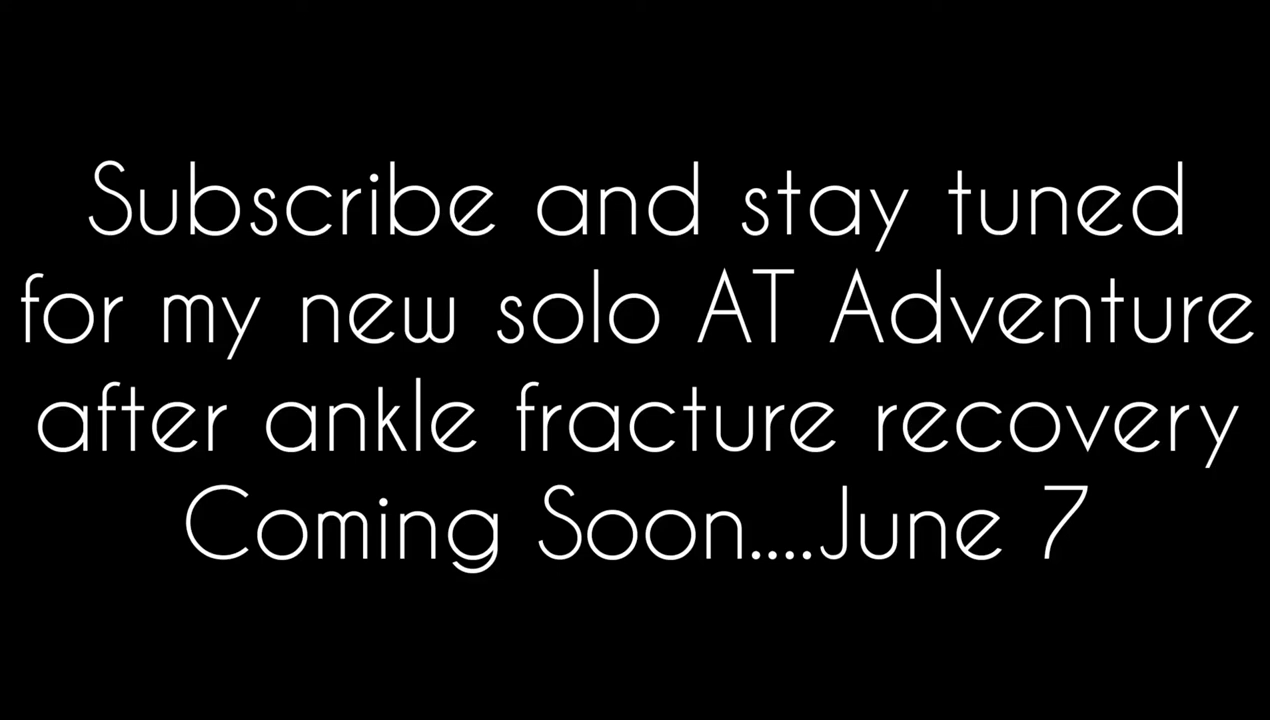 Subscribe and stay tuned
for my new solo AT Adventure
after ankle fracture recovery
Coming Soon....June 7